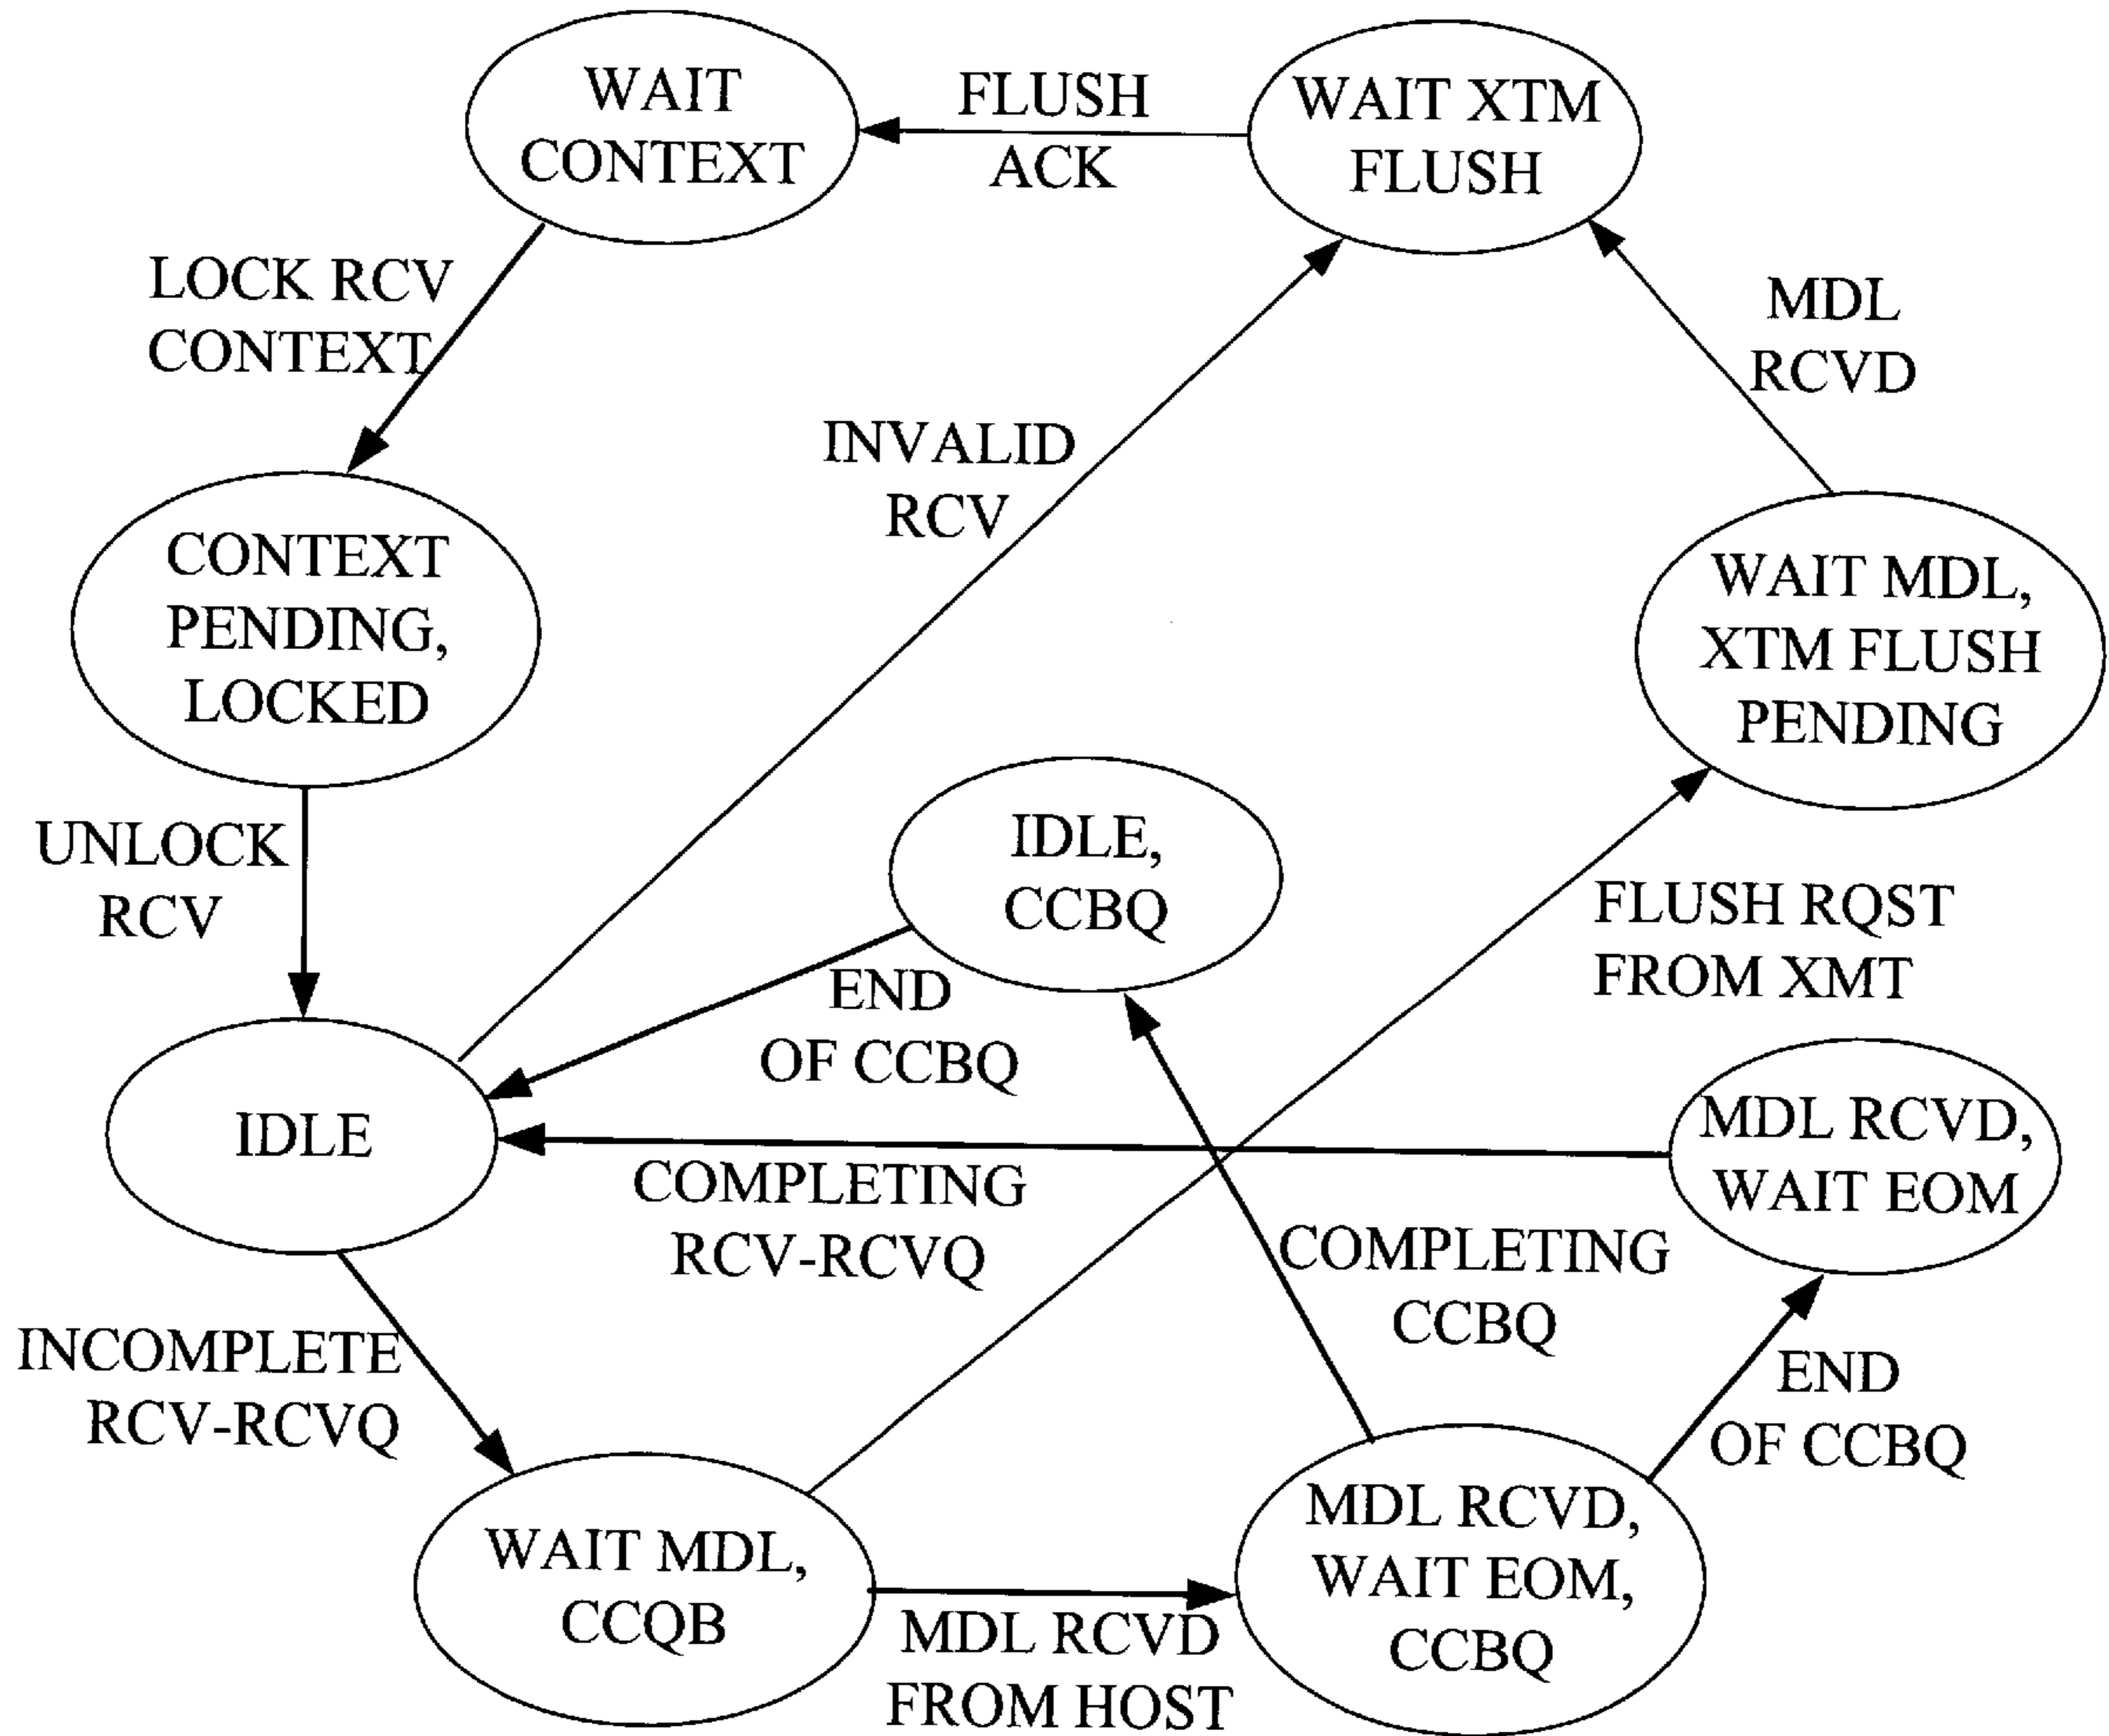 WAIT
CONTEXT
FLUSH
ACK
WAIT XTM
FLUSH
LOCK RCV
CONTEXT
MDL
RCVD
INVALID
RCV
CONTEXT
PENDING,
LOCKED
WAIT MDL,
XTM FLUSH
PENDING
UNLOCK
RCV
IDLE,
CCBQ
FLUSH RQST
FROM XMT
END
OF CCBQ
IDLE
MDL RCVD,
WAIT EOM
COMPLETING
RCV-RCVQ
COMPLETING
CCBQ
INCOMPLETE
RCV-RCVQ
END
OF CCBQ
WAIT MDL,
CCQB
MDL RCVD
FROM HOST
MDL RCVD,
WAIT EOM,
CCBQ